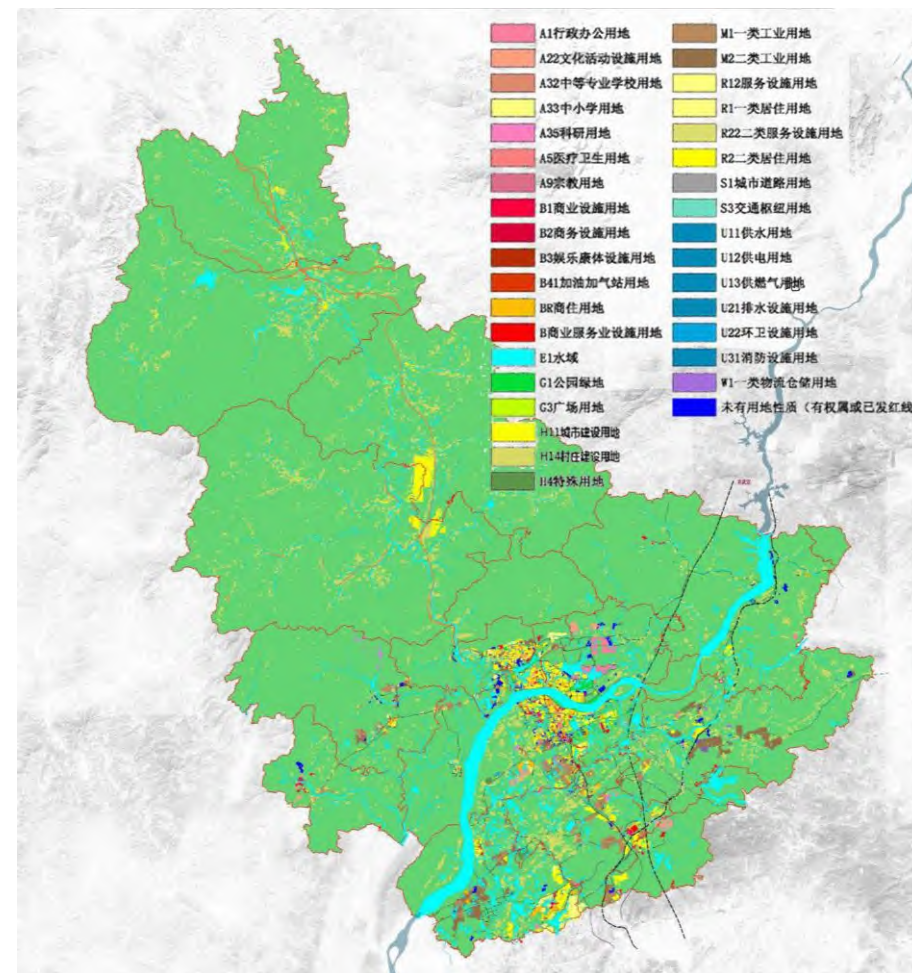 A1行政办公用地
A22文化活动设施用地
A32中等专业学校用地
A33中小学用地
A35科研用地
A5医疗卫生用地
A9宗教用地
B1商业设施用地
B2商务设施用地
B3娱乐康体设施用地
B41加油加气站用地
BR商住用地
B商业服务业设施用地
E1水域
G1公园绿地
G3广场用地
H11城市建设用地
H14村庄建设用地
H4特殊用地
M1一类工业用地
M2二类工业用地
R12服务设施用地
R1一类居住用地
R22二类服务设施用地
R2二类居住用地
S1城市道路用地
S3交通枢纽用地
U11供水用地
U12供电用地
U13供燃气用地
U21排水设施用地
U22环卫设施用地
U31消防设施用地
W1一类物流仓储用地
未有用地性质（有权属或已发红线